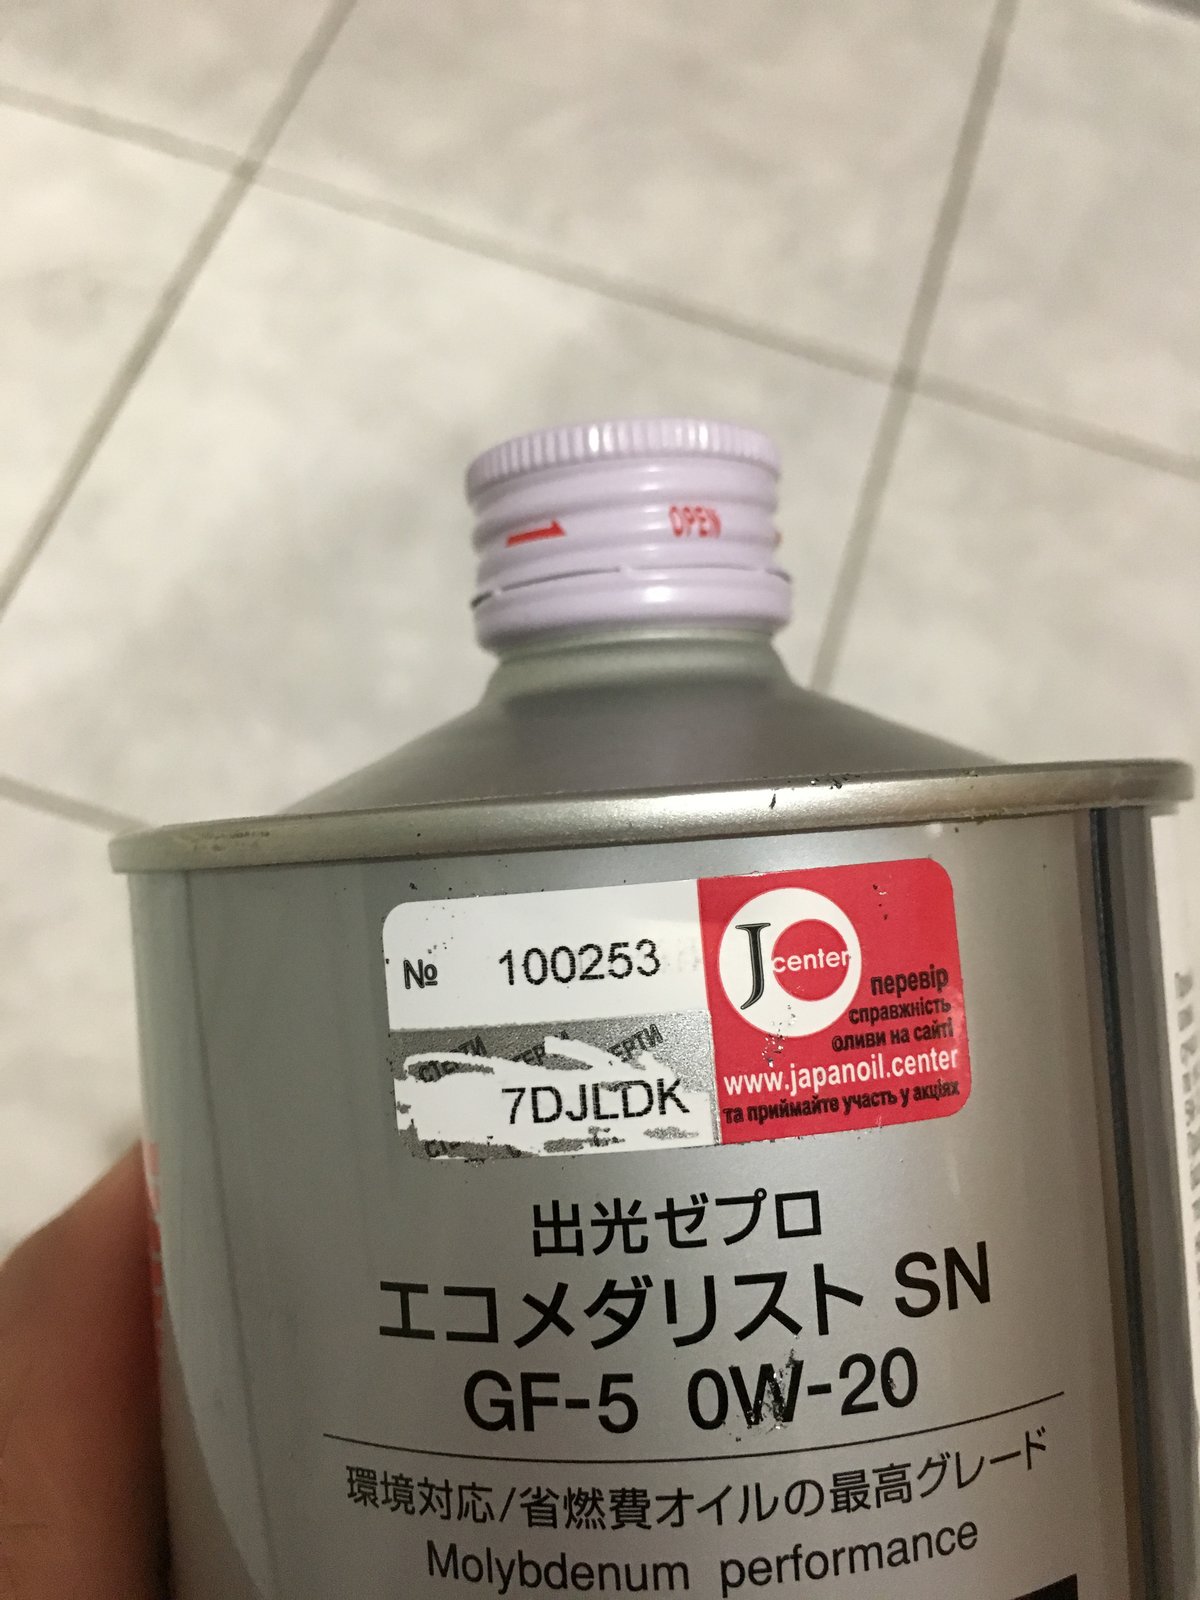 OPEN
№ 100253
J center
перевір
справжність
оливи на сайті
www.japanoil.center
та приймайте участь у акціях
7DJLDK
出光ゼプロ
エコメダリスト SN
GF-5 0W-20
環境対応/省燃費オイルの最高グレード
Molybdenum performance